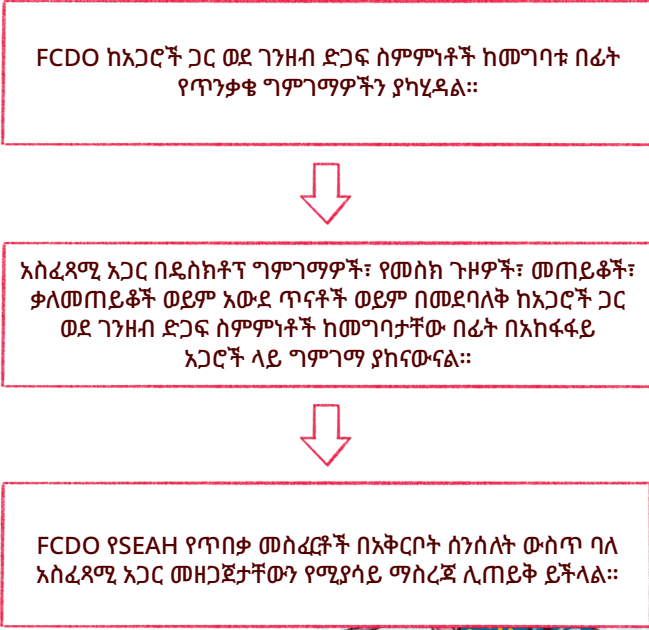 FCDO ከአጋሮች ጋር ወደ ገንዘብ ድጋፍ ስምምነቶች ከመግባቱ በፊት
የጥንቃቄ ግምገማዎችን ያካሂዳል።
አስፈጻሚ አጋር በዴስክቶፕ ግምገማዎች፣ የመስክ ጉዞዎች፣ መጠይቆች፣
ቃለመጠይቆች ወይም አውደ ጥናቶች ወይም በመደባለቅ ከአጋሮች ጋር
ወደ ገንዘብ ድጋፍ ስምምነቶች ከመግባታቸው በፊት በአከፋፋይ
አጋሮች ላይ ግምገማ ያከናውናል።
FCDO የSEAH የጥበቃ መስፈርቶች በአቅርቦት ሰንሰለት ውስጥ ባለ
አስፈጻሚ አጋር መዘጋጀታቸውን የሚያሳይ ማስረጃ ሊጠይቅ ይችላል።